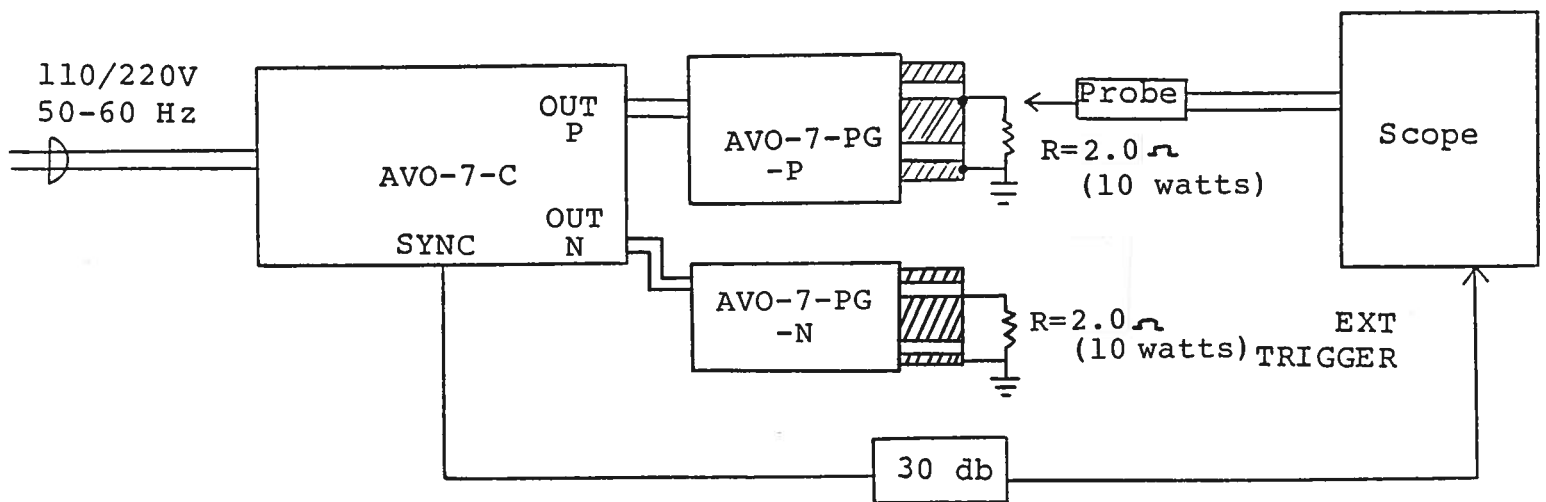 110/220V
50-60 Hz
AVO-7-C
OUT
P
OUT
N
SYNC
AVO-7-PG
-P
R=2.0 Ω
(10 watts)
Probe
Scope
AVO-7-PG
-N
R=2.0 Ω
(10 watts)
EXT
TRIGGER
30 db